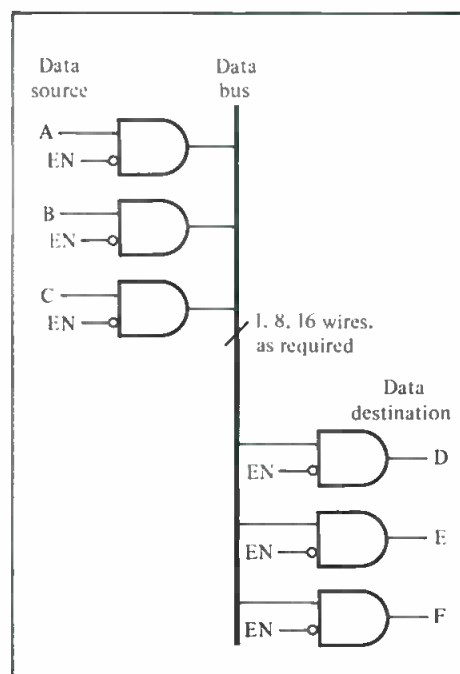 Data
source
Data
bus
A
EN
B
EN
C
EN
1, 8, 16 wires,
as required
Data
destination
EN
D
EN
E
EN
F